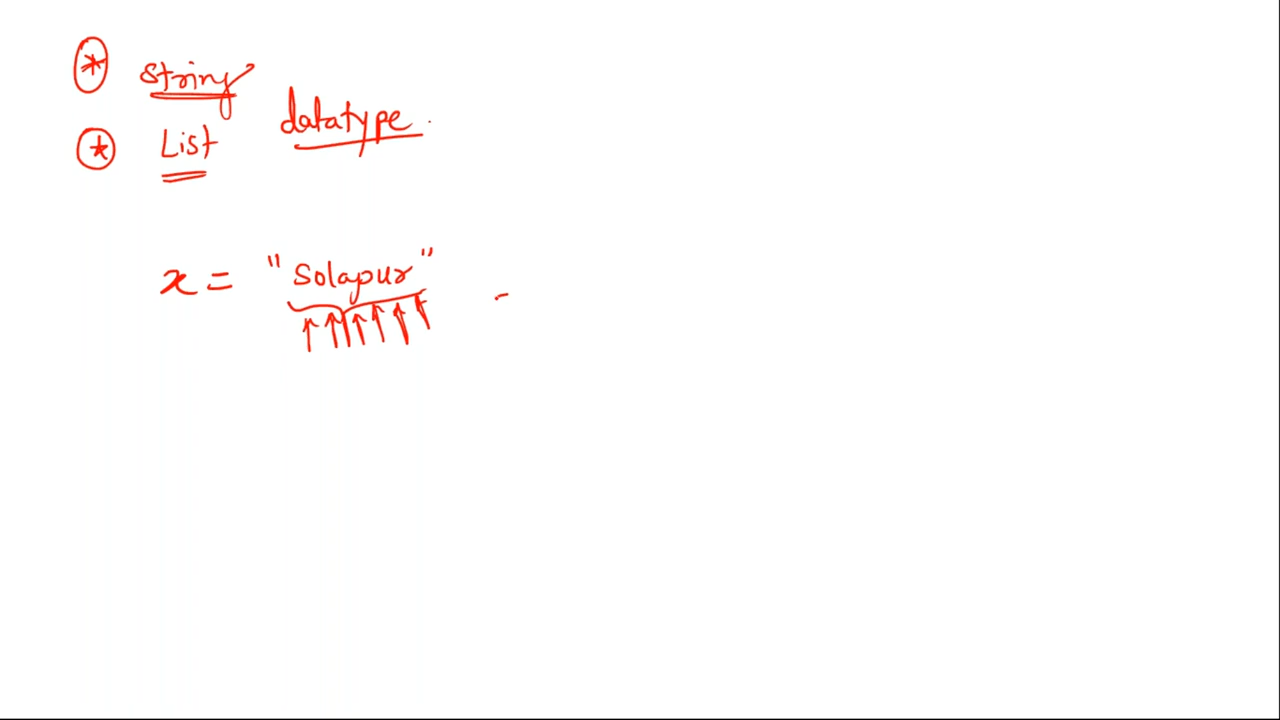 * string
* List datatype.
x = "Solapur"